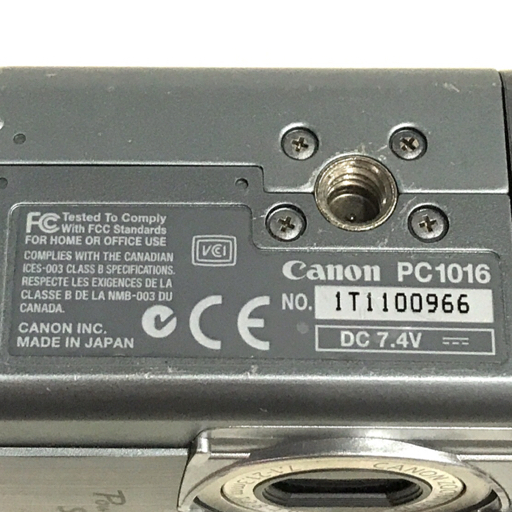 FC Tested To Comply
With FCC Standards
FOR HOME OR OFFICE USE
COMPLIES WITH THE CANADIAN
ICES-003 CLASS B SPECIFICATIONS.
RESPECTE LES EXIGENCES DE LA
CLASSE B DE LA NMB-003 DU
CANADA.
CANON INC.
MADE IN JAPAN
VCI
CE
Canon PC1016
NO. 1T1100966
DC 7.4V
CANON